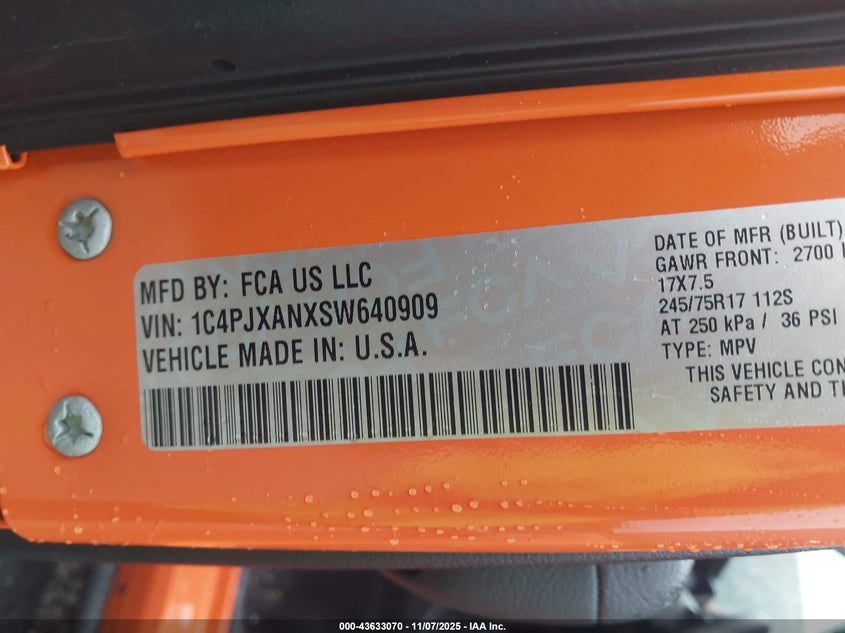 MFD BY: FCA US LLC
VIN: 1C4PJXANXSW640909
VEHICLE MADE IN: U.S.A.
DATE OF MFR (BUILT)
GAWR FRONT: 2700
17X7.5
245/75R17 112S
AT 250 kPa / 36 PSI
TYPE: MPV
THIS VEHICLE CON
SAFETY AND T
000-43633070 — 11/07/2025 - IAA Inc.